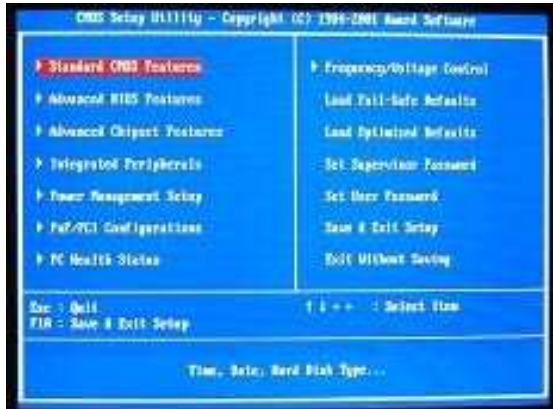 CMOS Setup Utility - Copyright (C) 1984-2001 Award Software
Standard CMOS Features
Advanced BIOS Features
Advanced Chipset Features
Integrated Peripherals
Power Management Setup
PnP/PCI Configurations
PC Health Status
Frequency/Voltage Control
Load Fail-Safe Defaults
Load Optimized Defaults
Set Supervisor Password
Set User Password
Save & Exit Setup
Exit Without Saving
Esc : Quit
F10 : Save & Exit Setup
: Select Item
Time, Date, Hard Disk Type...